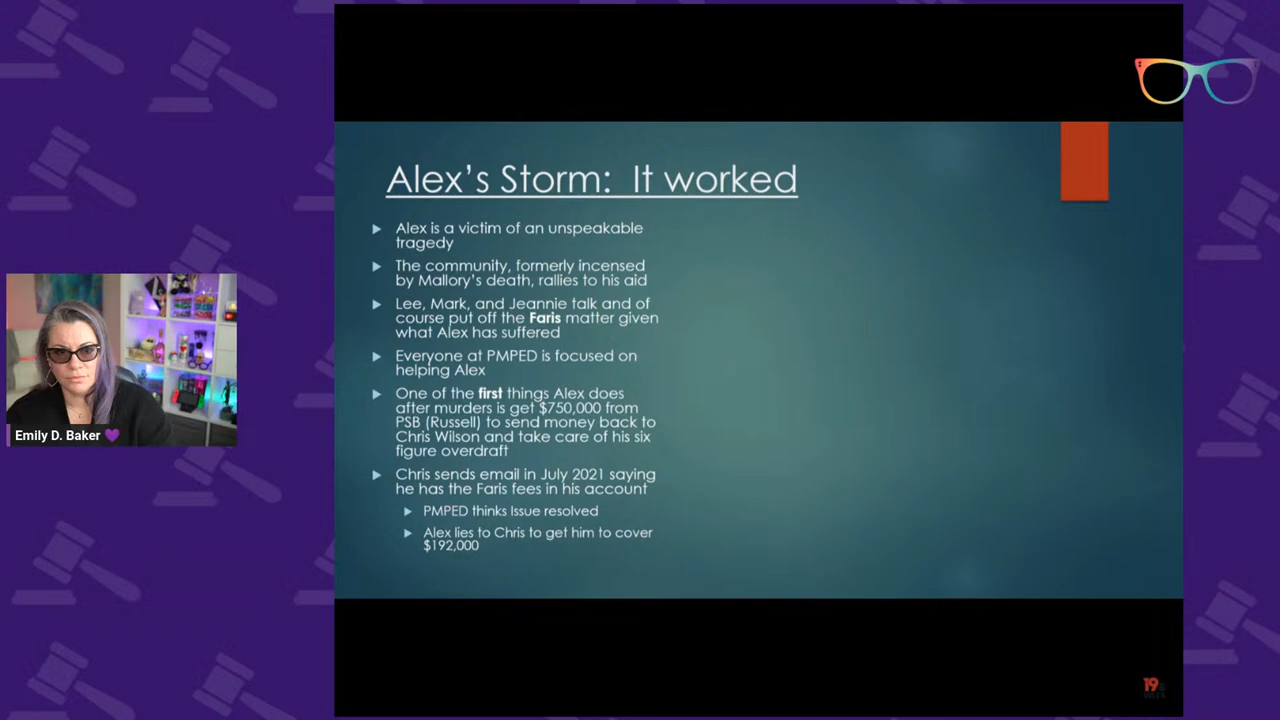 Alex's Storm: It worked
Alex is a victim of an unspeakable
tragedy
The community, formerly incensed
by Mallory's death, rallies to his aid
Lee, Mark, and Jeannie talk and of
course put off the Faris matter given
what Alex has suffered
Everyone at PMPED is focused on
helping Alex
One of the first things Alex does
after murders is get $750,000 from
PSB (Russell) to send money back to
Chris Wilson and take care of his six
figure overdraft
Chris sends email in July 2021 saying
he has the Faris fees in his account
PMPED thinks Issue resolved
Alex lies to Chris to get him to cover
$192,000
Emily D. Baker 💜
19